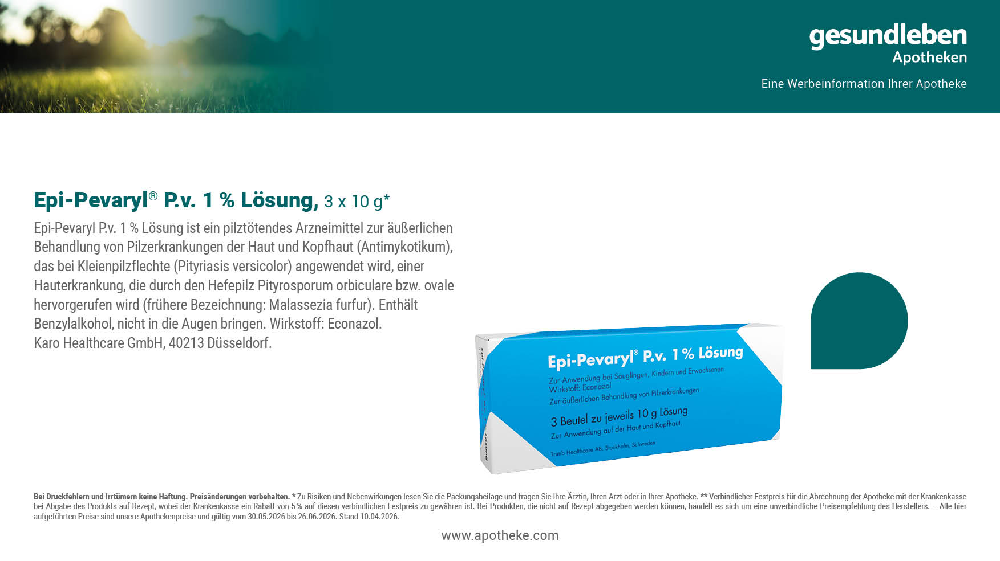 gesundleben
Apotheken
Eine Werbeinformation Ihrer Apotheke
Epi-Pevaryl® P.v. 1 % Lösung, 3 x 10 g*
Epi-Pevaryl P.v. 1 % Lösung ist ein pilztötendes Arzneimittel zur äußerlichen
Behandlung von Pilzerkrankungen der Haut und Kopfhaut (Antimykotikum),
das bei Kleienpilzflechte (Pityriasis versicolor) angewendet wird, einer
Hauterkrankung, die durch den Hefepilz Pityrosporum orbiculare bzw. ovale
hervorgerufen wird (frühere Bezeichnung: Malassezia furfur). Enthält
Benzylalkohol, nicht in die Augen bringen. Wirkstoff: Econazol.
Karo Healthcare GmbH, 40213 Düsseldorf.
Epi-Pevaryl® P.v. 1% Lösung
Zur Anwendung bei Säuglingen, Kindern und Erwachsenen
Wirkstoff: Econazol
Zur äußerlichen Behandlung von Pilzerkrankungen
3 Beutel zu jeweils 10 g Lösung
Zur Anwendung auf der Haut und Kopfhaut.
Trimb Healthcare AB, Stockholm, Schweden
Bei Druckfehlern und Irrtümern keine Haftung. Preisänderungen vorbehalten. * Zu Risiken und Nebenwirkungen lesen Sie die Packungsbeilage und fragen Sie Ihre Ärztin, Ihren Arzt oder in Ihrer Apotheke. ** Verbindlicher Festpreis für die Abrechnung der Apotheke mit der Krankenkasse
bei Abgabe des Produkts auf Rezept, wobei der Krankenkasse ein Rabatt von 5 % auf diesen verbindlichen Festpreis zu gewähren ist. Bei Produkten, die nicht auf Rezept abgegeben werden können, handelt es sich um eine unverbindliche Preisempfehlung des Herstellers. – Alle hier
aufgeführten Preise sind unsere Apothekenpreise und gültig vom 30.05.2026 bis 26.06.2026. Stand 10.04.2026.
www.apotheke.com